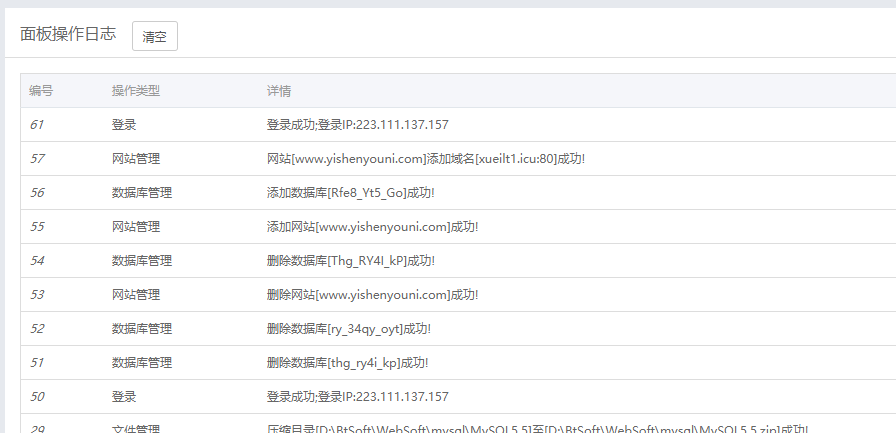 面板操作日志 清空
编号 操作类型 详情
61 登录 登录成功;登录IP:223.111.137.157
57 网站管理 网站[www.yishenyouni.com]添加域名[xueilt1.icu:80]成功!
56 数据库管理 添加数据库[Rfe8_Yt5_Go]成功!
55 网站管理 添加网站[www.yishenyouni.com]成功!
54 数据库管理 删除数据库[Thg_RY4I_kP]成功!
53 网站管理 删除网站[www.yishenyouni.com]成功!
52 数据库管理 删除数据库[ry_34qy_oyt]成功!
51 数据库管理 删除数据库[thg_ry4i_kp]成功!
50 登录 登录成功;登录IP:223.111.137.157
29 文件管理 压缩目录[D:\BtSoft\WebSoft\mysql\MySQL5.5]至[D:\BtSoft\WebSoft\mysql\MySQL5.5.zip]成功!